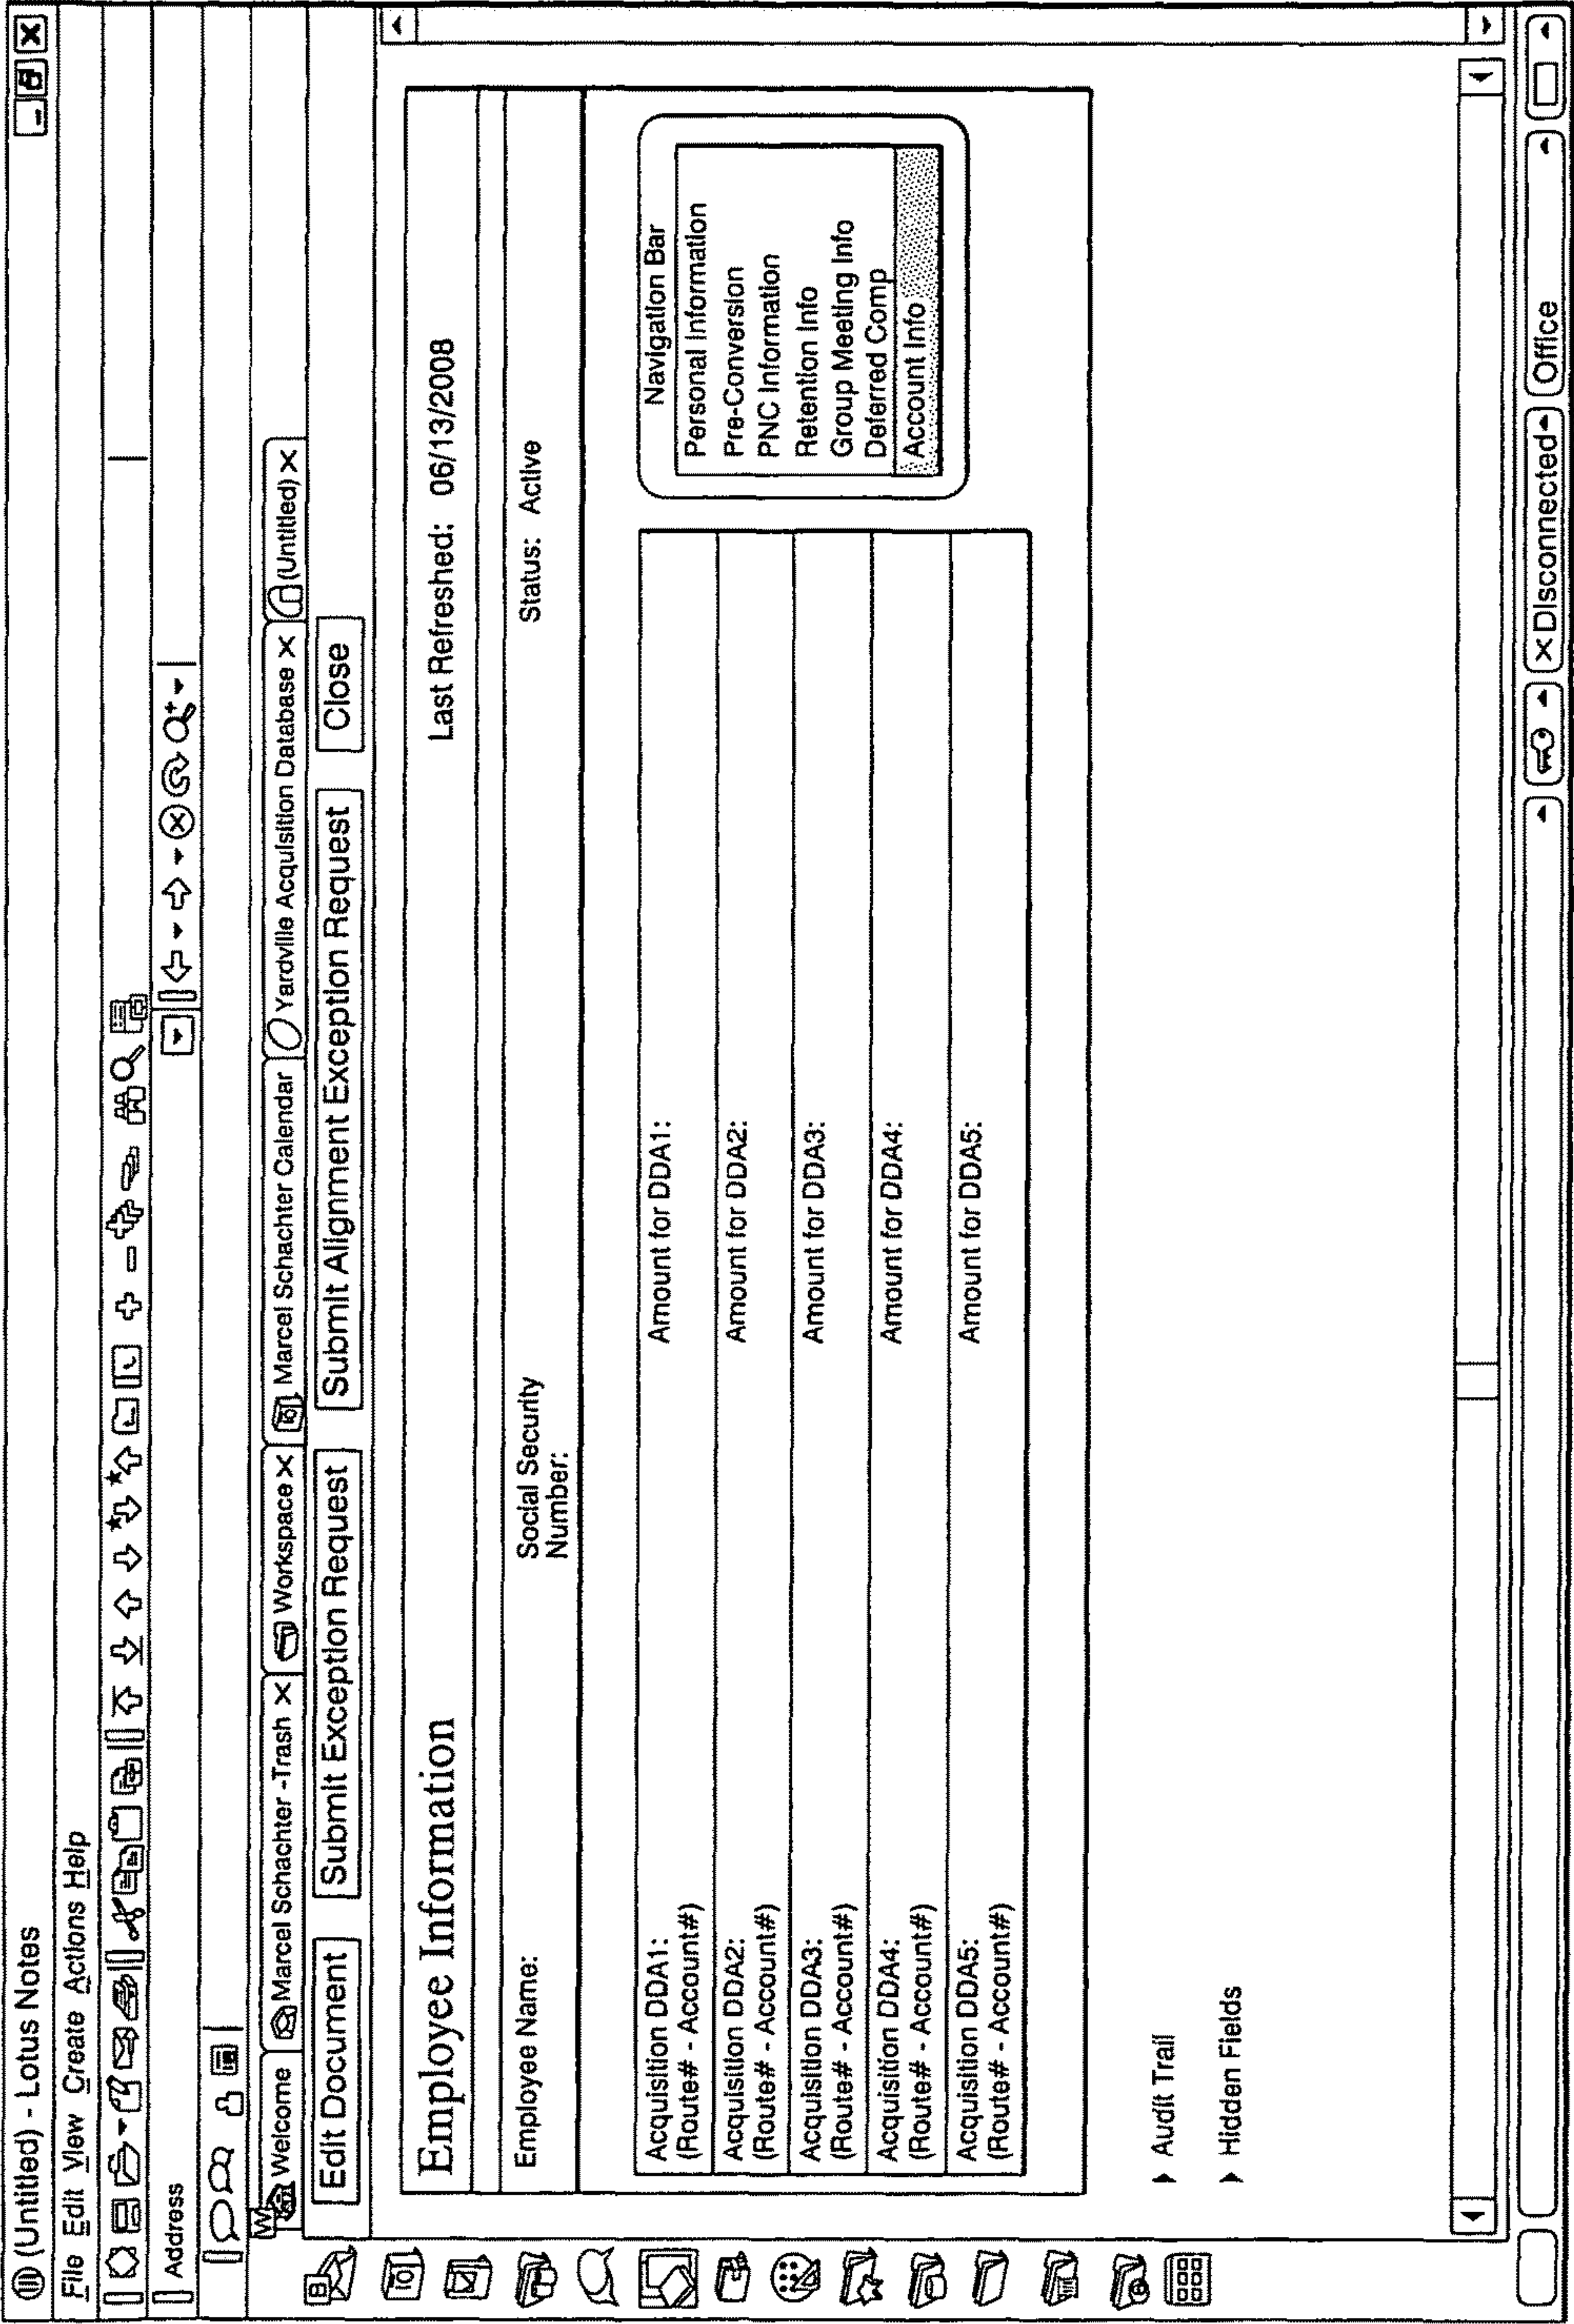 (Untitled) - Lotus Notes
File Edit View Create Actions Help
Address
Welcome Marcel Schachter -Trash X Workspace X Marcel Schachter Calendar Yardville Acquisition Database X (Untitled) X
Edit Document Submit Exception Request Submit Alignment Exception Request Close
Employee Information Last Refreshed: 06/13/2008
Employee Name: Social Security Status: Active
Number:
Navigation Bar
Personal Information
Pre-Conversion
PNC Information
Retention Info
Group Meeting Info
Deferred Comp
Account Info
Acquisition DDA1: Amount for DDA1:
(Route# - Account#)
Acquisition DDA2: Amount for DDA2:
(Route# - Account#)
Acquisition DDA3: Amount for DDA3:
(Route# - Account#)
Acquisition DDA4: Amount for DDA4:
(Route# - Account#)
Acquisition DDA5: Amount for DDA5:
(Route# - Account#)
Audit Trail
Hidden Fields
Disconnected Office